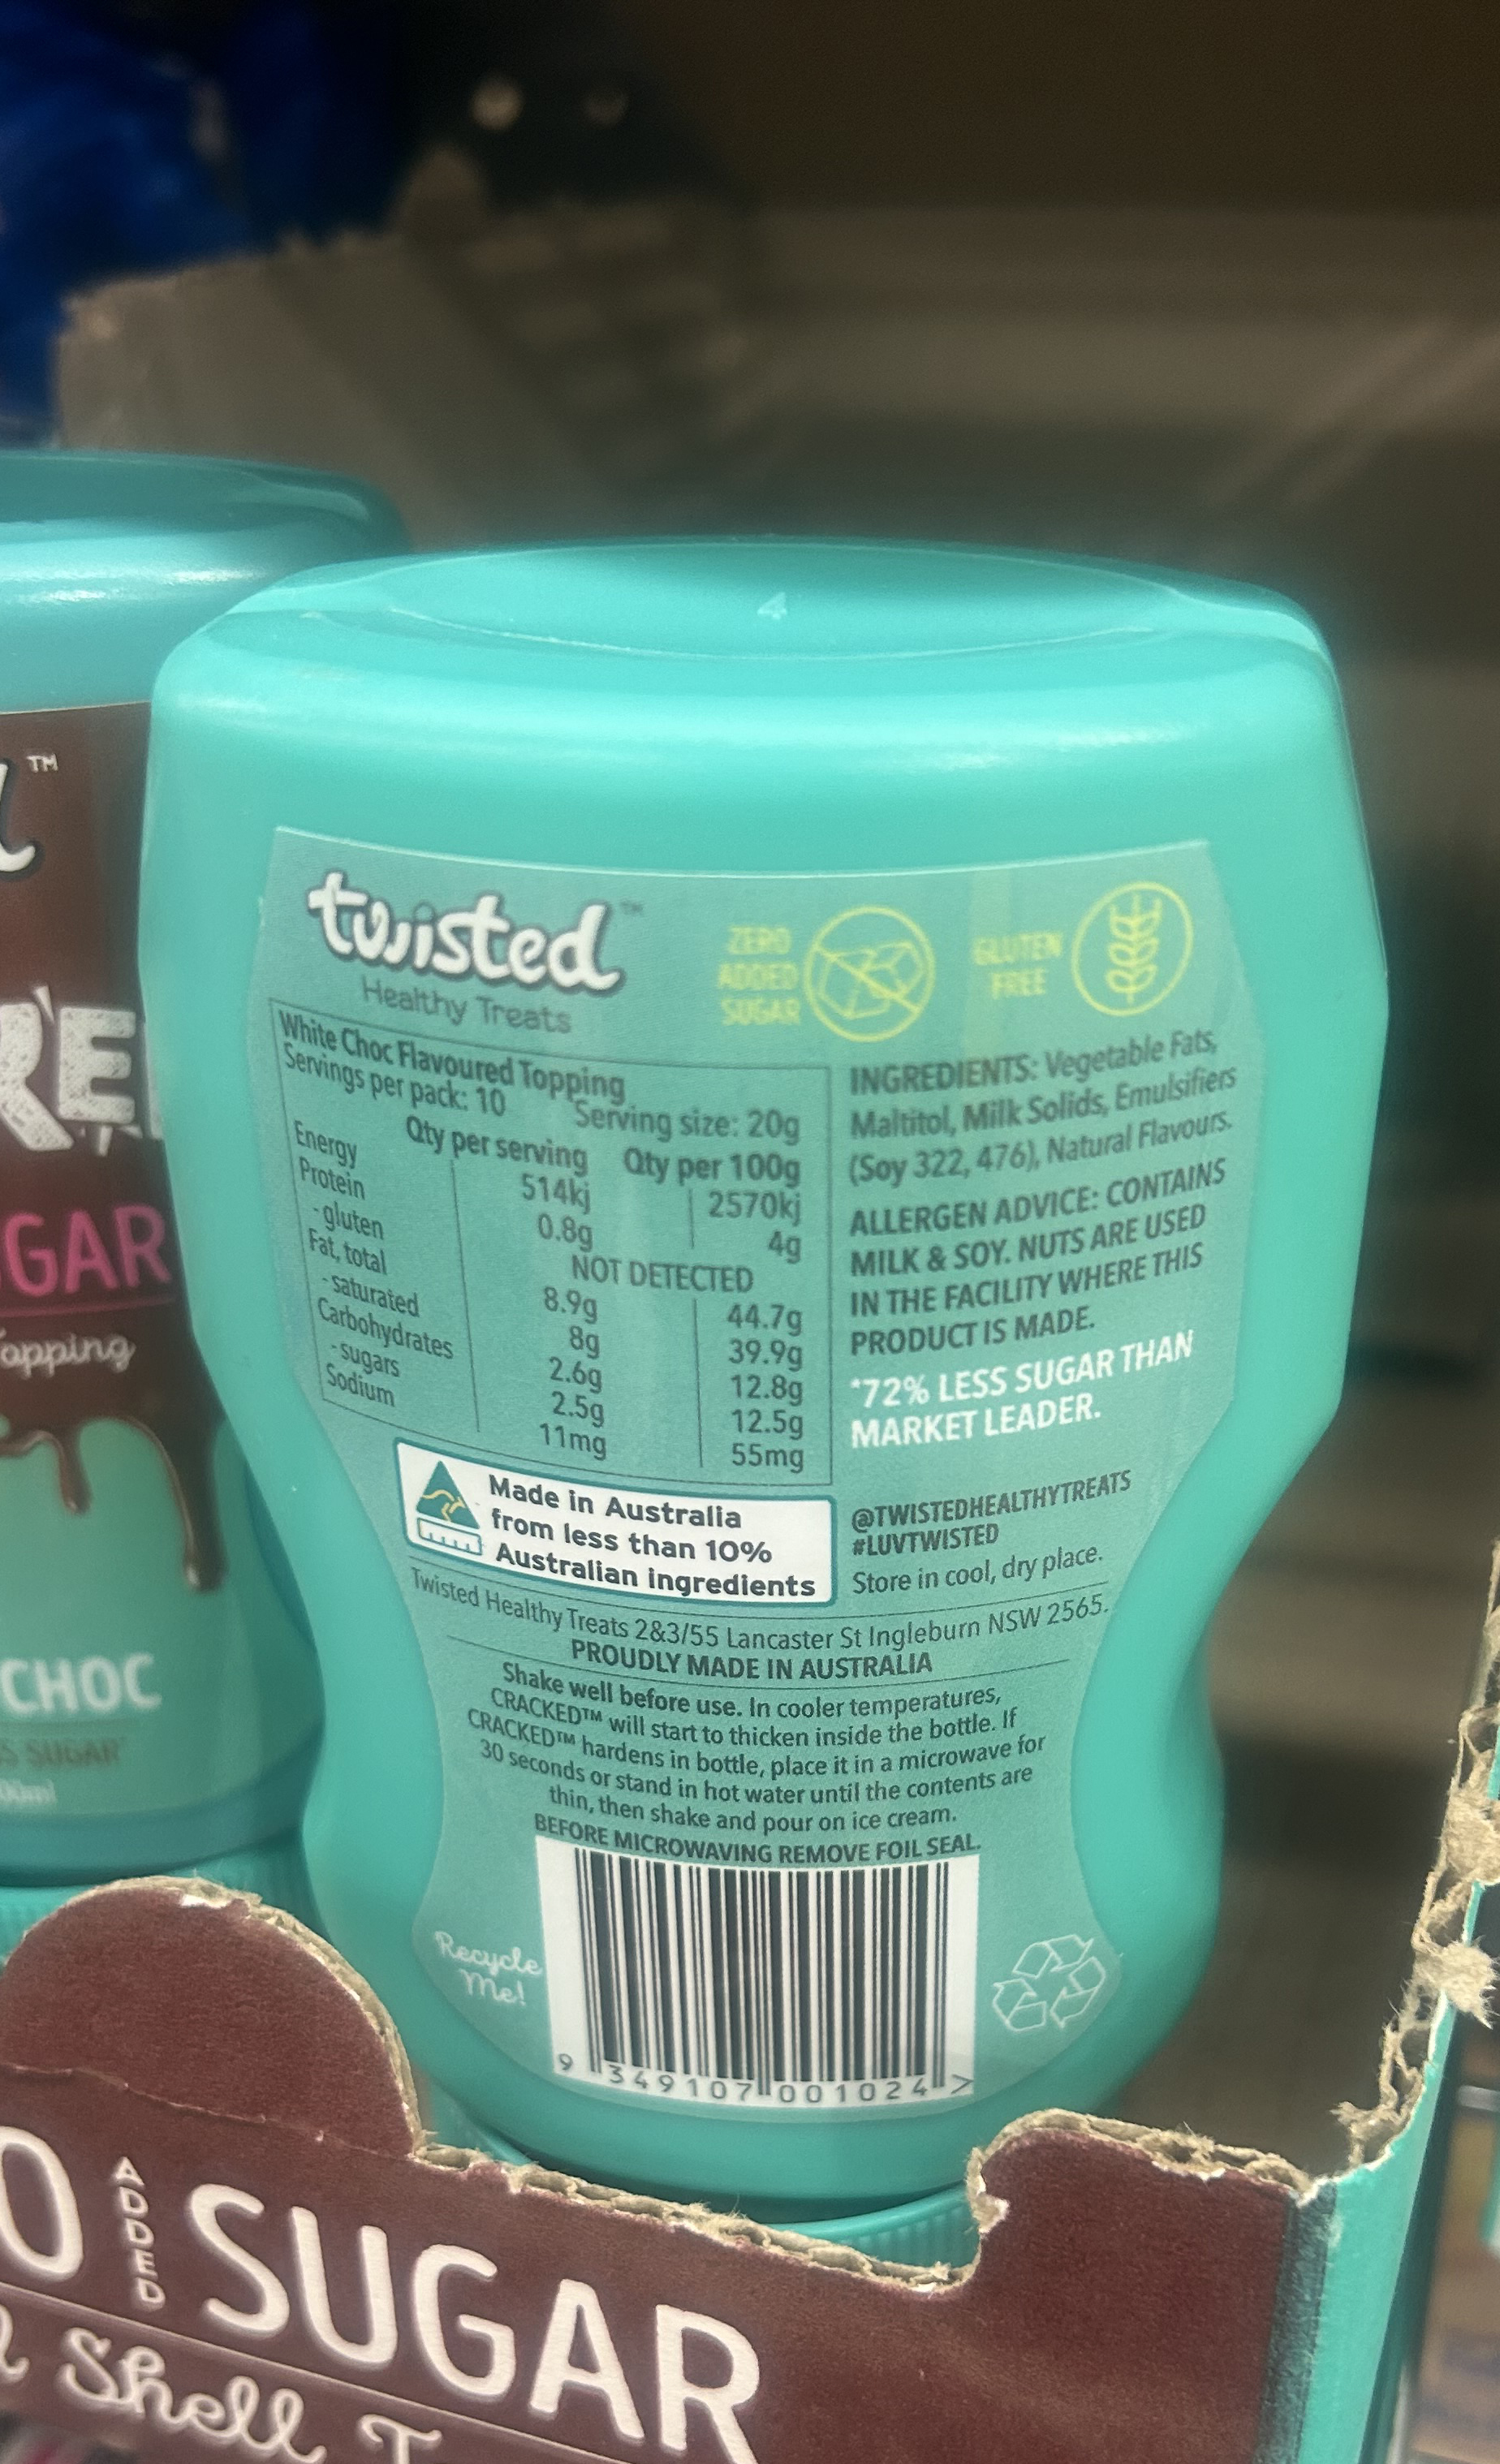 twisted™
Healthy Treats
ZERO
ADDED
SUGAR
GLUTEN
FREE
White Choc Flavoured Topping
Servings per pack: 10 Serving size: 20g
Qty per serving Qty per 100g
Energy 514kj 2570kj
Protein 0.8g 4g
- gluten NOT DETECTED
Fat, total 8.9g 44.7g
- saturated 8g 39.9g
Carbohydrates 2.6g 12.8g
- sugars 2.5g 12.5g
Sodium 11mg 55mg
INGREDIENTS: Vegetable Fats,
Maltitol, Milk Solids, Emulsifiers
(Soy 322, 476), Natural Flavours.
ALLERGEN ADVICE: CONTAINS
MILK & SOY. NUTS ARE USED
IN THE FACILITY WHERE THIS
PRODUCT IS MADE.
*72% LESS SUGAR THAN
MARKET LEADER.
Made in Australia
from less than 10%
Australian ingredients
@TWISTEDHEALTHYTREATS
#LUVTWISTED
Store in cool, dry place.
Twisted Healthy Treats 2&3/55 Lancaster St Ingleburn NSW 2565.
PROUDLY MADE IN AUSTRALIA
Shake well before use. In cooler temperatures,
CRACKED™ will start to thicken inside the bottle. If
CRACKED™ hardens in bottle, place it in a microwave for
30 seconds or stand in hot water until the contents are
thin, then shake and pour on ice cream.
BEFORE MICROWAVING REMOVE FOIL SEAL.
Recycle
Me!
9 349107 001024 >
4
™
GAR
opping
CHOC
SUGAR
ADDED
SUGAR
Shell